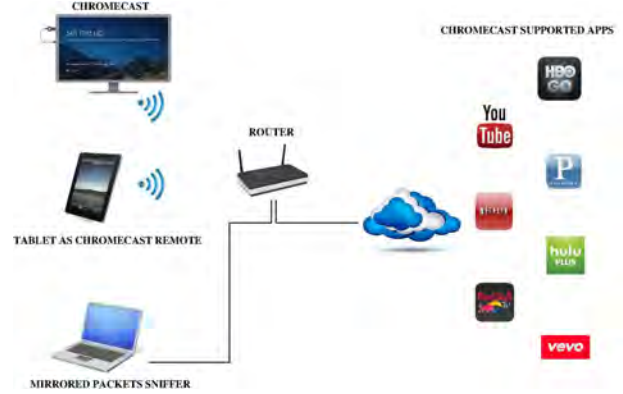 CHROMECAST
CHROMECAST SUPPORTED APPS
HBO
GO
You
Tube
ROUTER
P
hulu
PLUS
TABLET AS CHROMECAST REMOTE
vevo
MIRRORED PACKETS SNIFFER